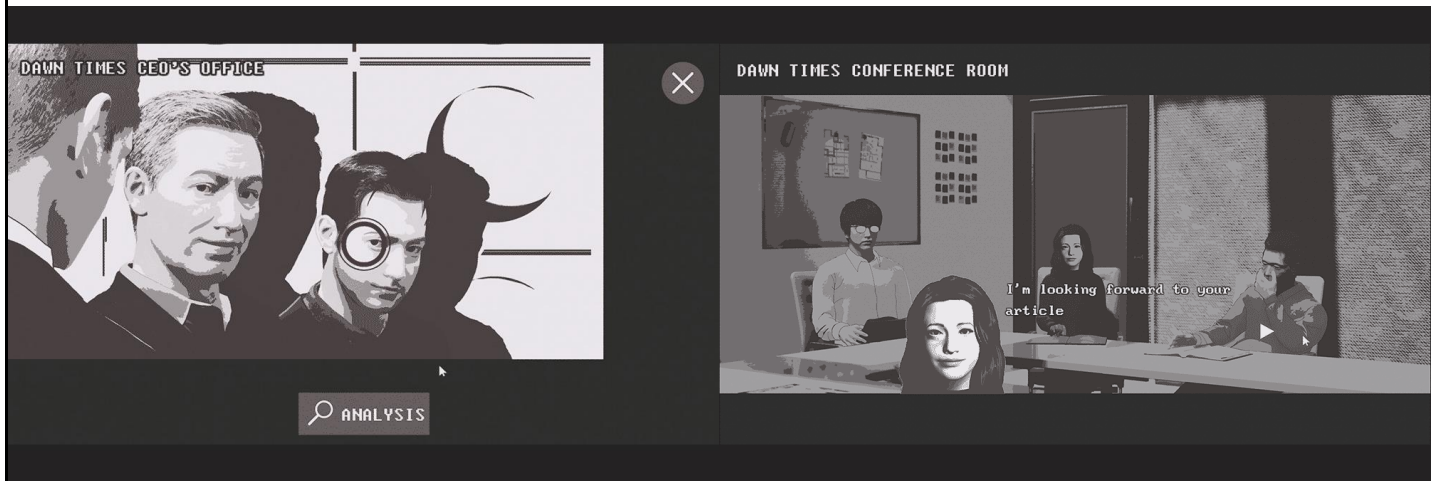 DAWN TIMES CEO'S OFFICE
ANALYSIS
DAWN TIMES CONFERENCE ROOM
I'm looking forward to your
article